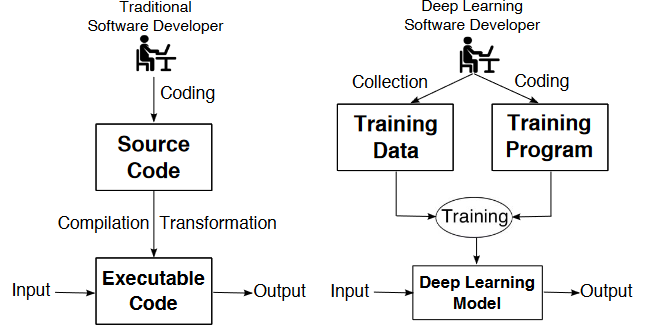 Traditional
Software Developer
Coding
Source
Code
Compilation Transformation
Input
Executable
Code
Output
Deep Learning
Software Developer
Collection
Coding
Training
Data
Training
Program
Training
Input
Deep Learning
Model
Output